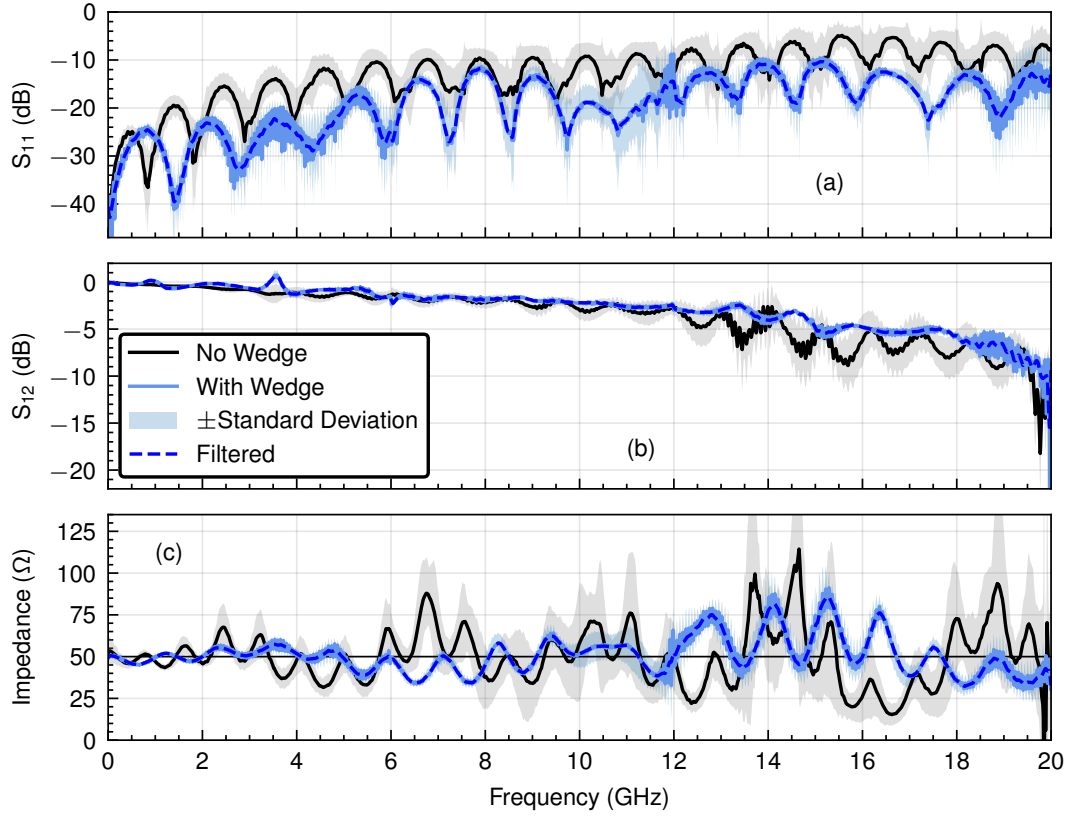 0
−10
−20
−30
−40
S11 (dB)
(a)
0
−5
−10
−15
−20
S12 (dB)
No Wedge
With Wedge
±Standard Deviation
Filtered
(b)
125
100
75
50
25
0
Impedance (Ω)
(c)
0 2 4 6 8 10 12 14 16 18 20
Frequency (GHz)